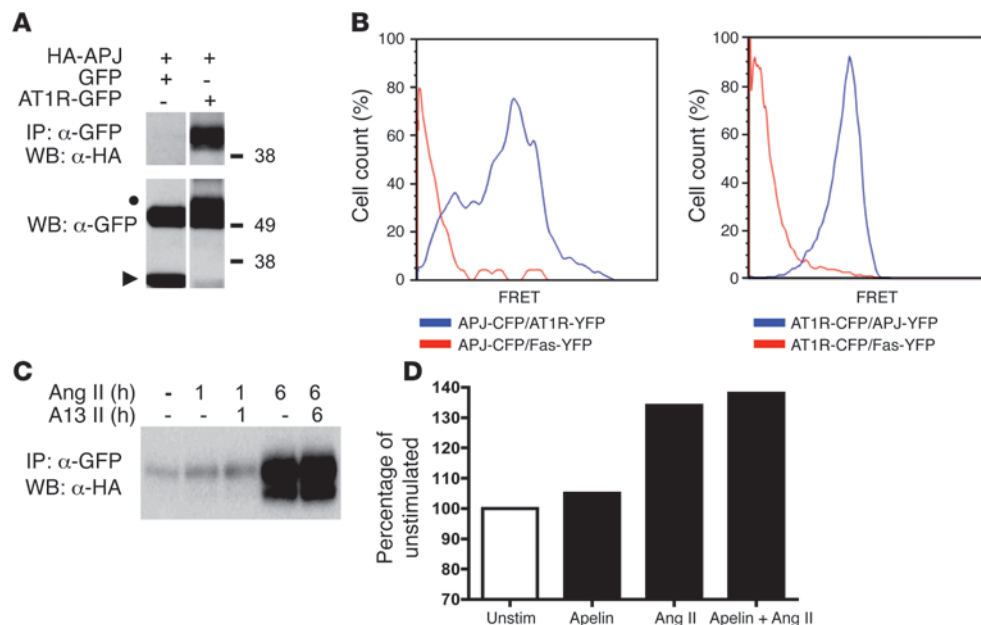 A
HA-APJ + +
GFP + -
AT1R-GFP - +
IP: α-GFP
WB: α-HA
38
WB: α-GFP
49
38
B
Cell count (%)
100
80
60
40
20
0
FRET
APJ-CFP/AT1R-YFP
APJ-CFP/Fas-YFP
Cell count (%)
100
80
60
40
20
0
FRET
AT1R-CFP/APJ-YFP
AT1R-CFP/Fas-YFP
C
Ang II (h) - 1 1 6 6
A13 II (h) - - 1 - 6
IP: α-GFP
WB: α-HA
D
Percentage of
unstimulated
140
130
120
110
100
90
80
70
Unstim Apelin Ang II Apelin + Ang II